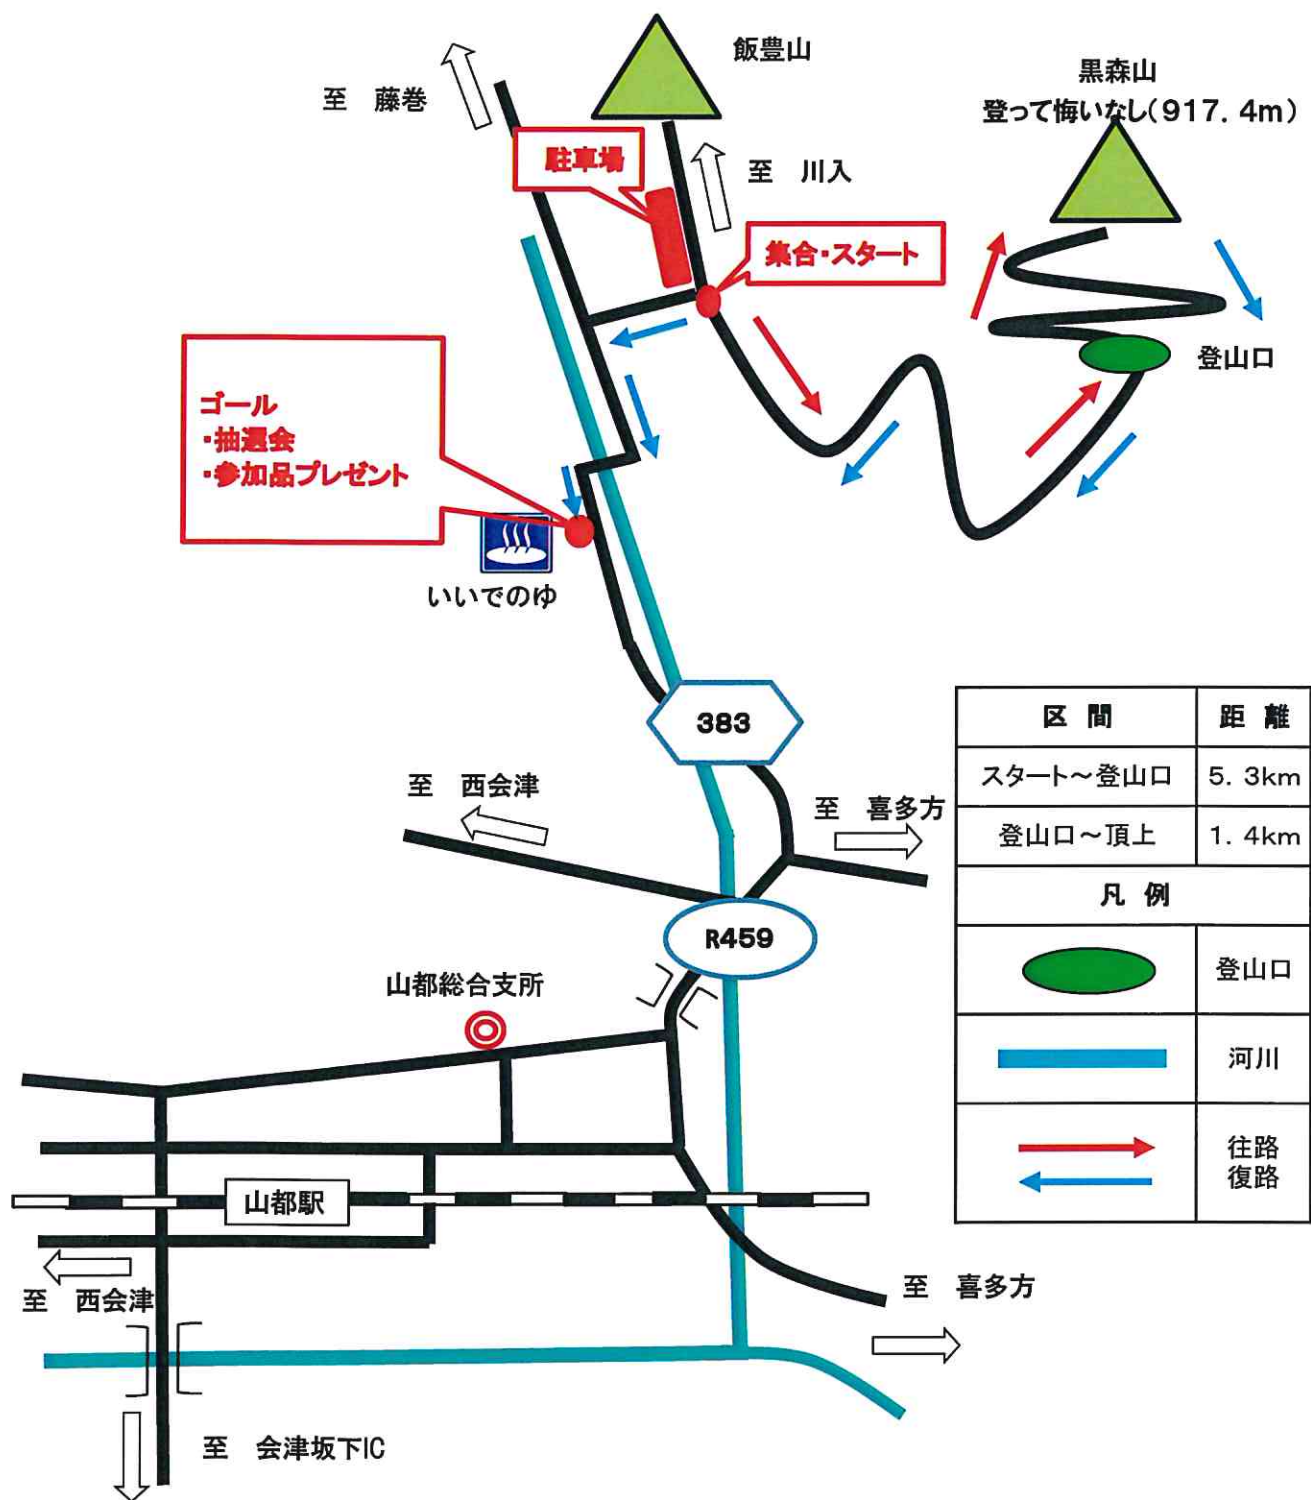 飯豊山
黒森山
登って悔いなし(917.4m)
至 藤巻
駐車場
至 川入
集合・スタート
登山口
ゴール
・抽選会
・参加品プレゼント
いいでのゆ
383
区間 距離
スタート～登山口 5.3km
登山口～頂上 1.4km
凡例
登山口
河川
往路
復路
至 西会津
至 喜多方
R459
山都総合支所
山都駅
至 西会津
至 喜多方
至 会津坂下IC